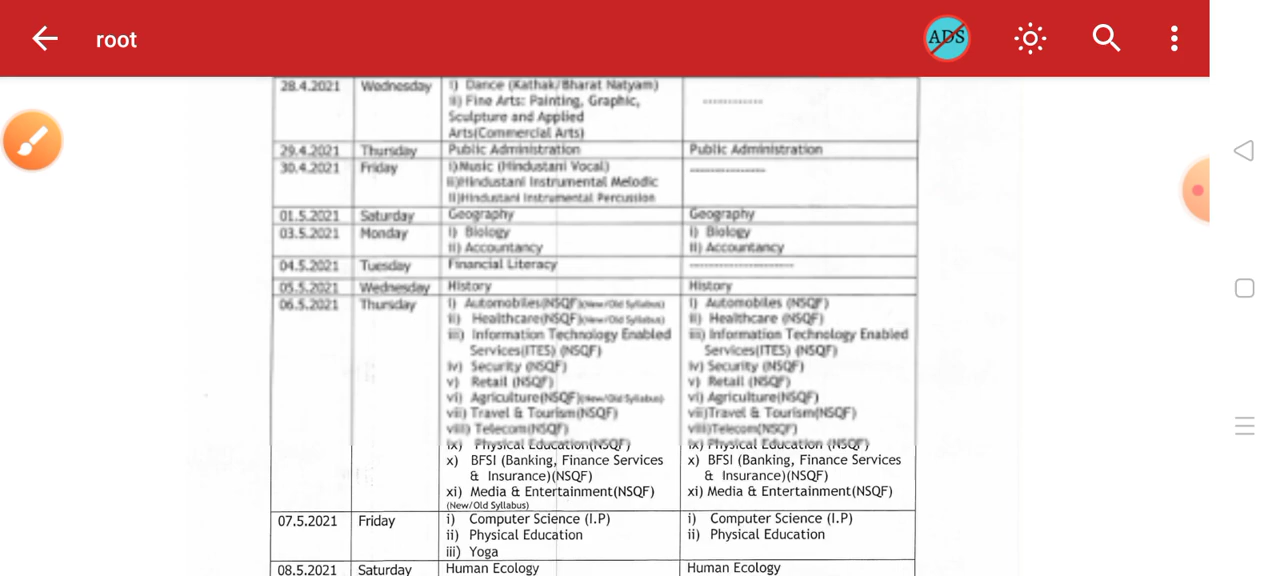 root
ADS
28.4.2021 Wednesday i) Dance (Kathak/Bharat Natyam) ------------
ii) Fine Arts: Painting, Graphic,
Sculpture and Applied
Arts(Commercial Arts)
29.4.2021 Thursday Public Administration Public Administration
30.4.2021 Friday i)Music (Hindustani Vocal) ---------------
ii)Hindustani Instrumental Melodic
II)Hindustani Instrumental Percussion
01.5.2021 Saturday Geography Geography
03.5.2021 Monday i) Biology i) Biology
II) Accountancy II) Accountancy
04.5.2021 Tuesday Financial Literacy ---------------------
05.5.2021 Wednesday History History
06.5.2021 Thursday i) Automobiles(NSQF)(New/Old Syllabus) i) Automobiles (NSQF)
ii) Healthcare(NSQF)(New/Old Syllabus) ii) Healthcare (NSQF)
iii) Information Technology Enabled iii) Information Technology Enabled
Services(ITES) (NSQF) Services(ITES) (NSQF)
iv) Security (NSQF) iv) Security (NSQF)
v) Retail (NSQF) v) Retail (NSQF)
vi) Agriculture(NSQF)(New/Old Syllabus) vi) Agriculture(NSQF)
vii) Travel & Tourism(NSQF) vii)Travel & Tourism(NSQF)
viii) Telecom(NSQF) viii)Telecom(NSQF)
ix) Physical Education(NSQF) ix) Physical Education (NSQF)
x) BFSI (Banking, Finance Services x) BFSI (Banking, Finance Services
& Insurance)(NSQF) & Insurance)(NSQF)
xi) Media & Entertainment(NSQF) xi) Media & Entertainment(NSQF)
(New/Old Syllabus)
07.5.2021 Friday i) Computer Science (I.P) i) Computer Science (I.P)
ii) Physical Education ii) Physical Education
iii) Yoga
08.5.2021 Saturday Human Ecology Human Ecology